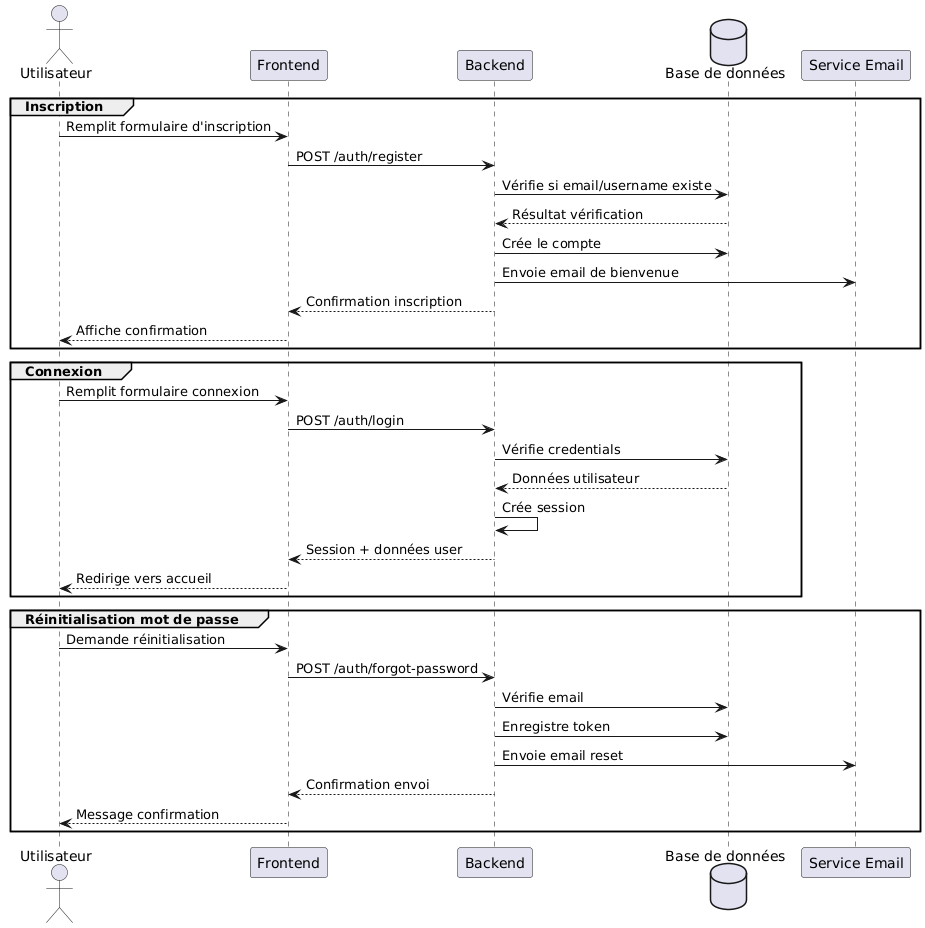 Utilisateur
Frontend
Backend
Base de données
Service Email
Inscription
Remplit formulaire d'inscription
POST /auth/register
Vérifie si email/username existe
Résultat vérification
Crée le compte
Envoie email de bienvenue
Confirmation inscription
Affiche confirmation
Connexion
Remplit formulaire connexion
POST /auth/login
Vérifie credentials
Données utilisateur
Crée session
Session + données user
Redirige vers accueil
Réinitialisation mot de passe
Demande réinitialisation
POST /auth/forgot-password
Vérifie email
Enregistre token
Envoie email reset
Confirmation envoi
Message confirmation
Utilisateur
Frontend
Backend
Base de données
Service Email